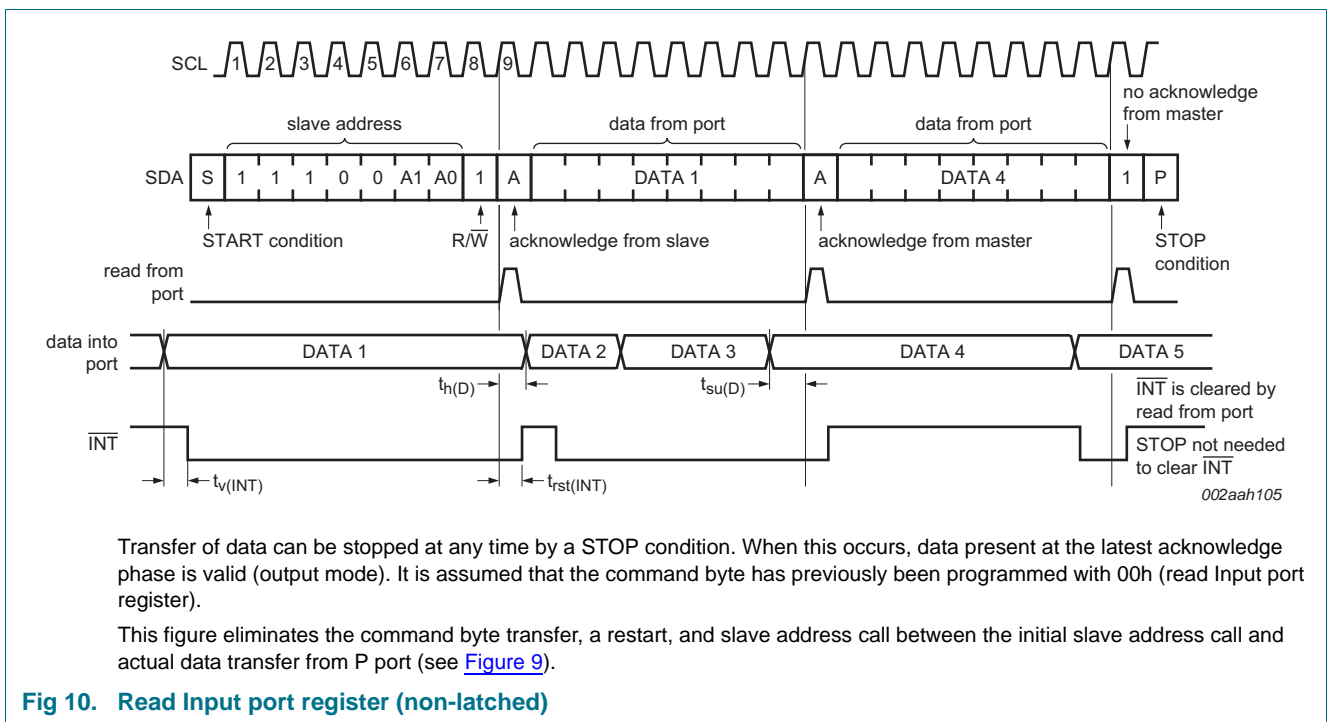 SCL 1 2 3 4 5 6 7 8 9
no acknowledge
from master
slave address data from port data from port
SDA S 1 1 1 0 0 A1 A0 1 A DATA 1 A DATA 4 1 P
START condition R/W̅ acknowledge from slave acknowledge from master STOP
condition
read from
port
data into
port
DATA 1 DATA 2 DATA 3 DATA 4 DATA 5
th(D) tsu(D)
I̅N̅T̅ is cleared by
read from port
I̅N̅T̅
STOP not needed
to clear I̅N̅T̅
tv(INT) trst(INT)
002aah105
Transfer of data can be stopped at any time by a STOP condition. When this occurs, data present at the latest acknowledge
phase is valid (output mode). It is assumed that the command byte has previously been programmed with 00h (read Input port
register).
This figure eliminates the command byte transfer, a restart, and slave address call between the initial slave address call and
actual data transfer from P port (see Figure 9).
Fig 10. Read Input port register (non-latched)